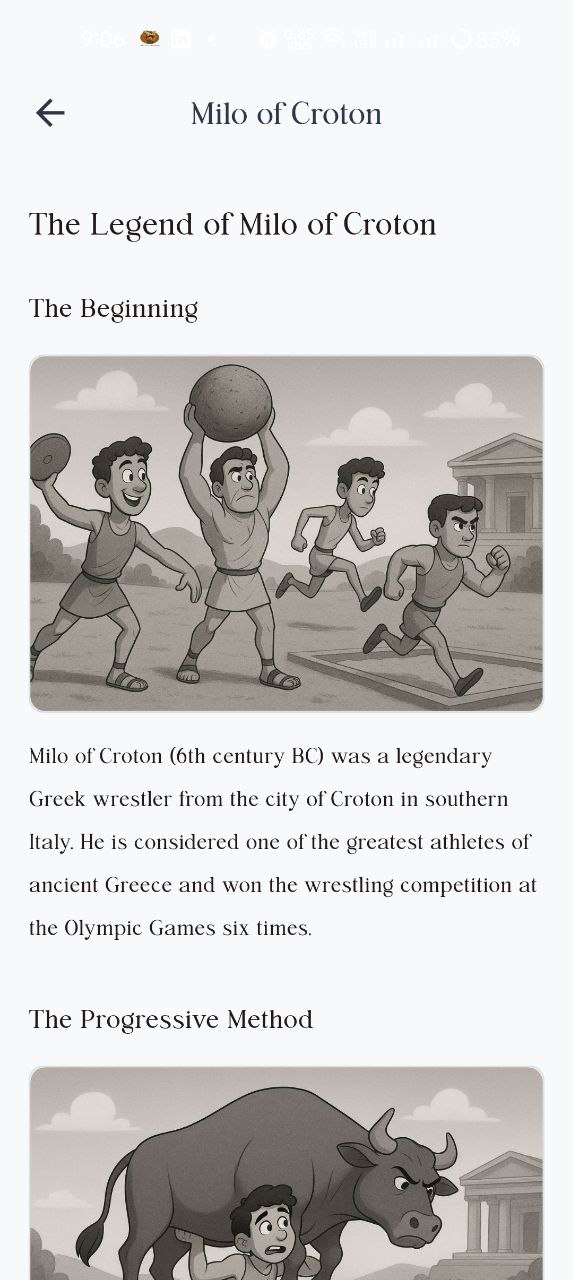 9:06
83%
Milo of Croton
The Legend of Milo of Croton
The Beginning
Milo of Croton (6th century BC) was a legendary
Greek wrestler from the city of Croton in southern
Italy. He is considered one of the greatest athletes of
ancient Greece and won the wrestling competition at
the Olympic Games six times.
The Progressive Method